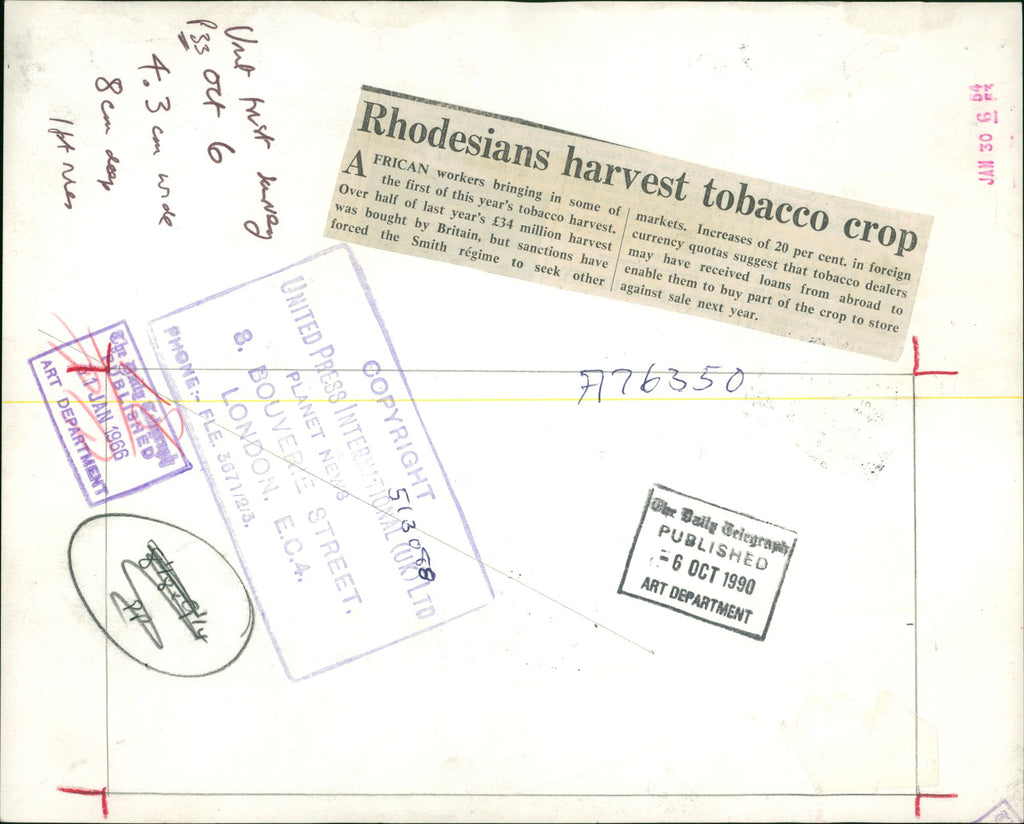 Unit trust survey
P33 Oct 6
4.3 cm wide
8 cm deep
Rhodesians harvest tobacco crop
AFRICAN workers bringing in some of
the first of this year's tobacco harvest.
Over half of last year's £34 million harvest
was bought by Britain, but sanctions have
forced the Smith régime to seek other
markets. Increases of 20 per cent. in foreign
currency quotas suggest that tobacco dealers
may have received loans from abroad to
enable them to buy part of the crop to store
against sale next year.
JAN 30 6
A76350
COPYRIGHT
UNITED PRESS INTERNATIONAL (UK) LTD
PLANET NEWS
8, BOUVERIE STREET,
LONDON, E.C.4.
PHONE:- FLE. 3671/2/3.
513088
The Daily Telegraph
PUBLISHED
31 JAN 1966
ART DEPARTMENT
The Daily Telegraph
PUBLISHED
-6 OCT 1990
ART DEPARTMENT